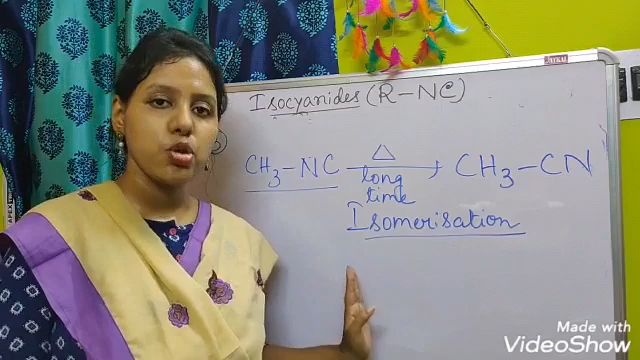 Isocyanides (R-NC)
CH3-NC △ long time → CH3-CN
Isomerisation
Made with
VideoShow